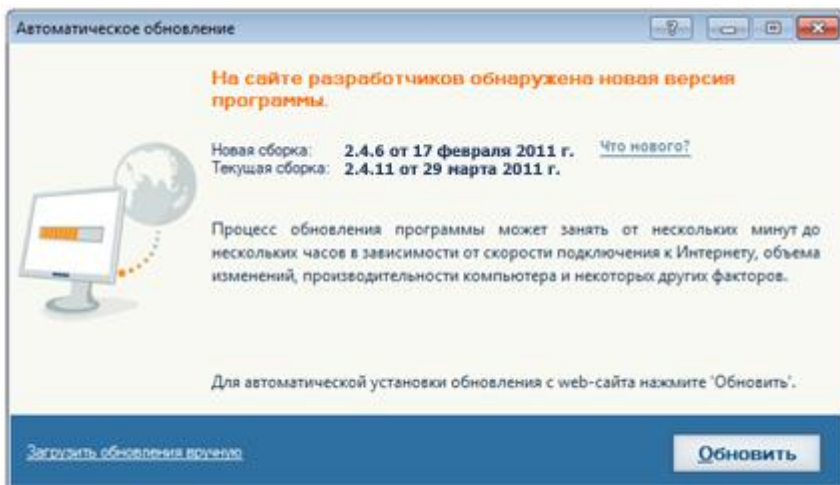 Автоматическое обновление
На сайте разработчиков обнаружена новая версия
программы.
Новая сборка: 2.4.6 от 17 февраля 2011 г. Что нового?
Текущая сборка: 2.4.11 от 29 марта 2011 г.
Процесс обновления программы может занять от нескольких минут до
нескольких часов в зависимости от скорости подключения к Интернету, объема
изменений, производительности компьютера и некоторых других факторов.
Для автоматической установки обновления с web-сайта нажмите 'Обновить'.
Загрузить обновления вручную
Обновить